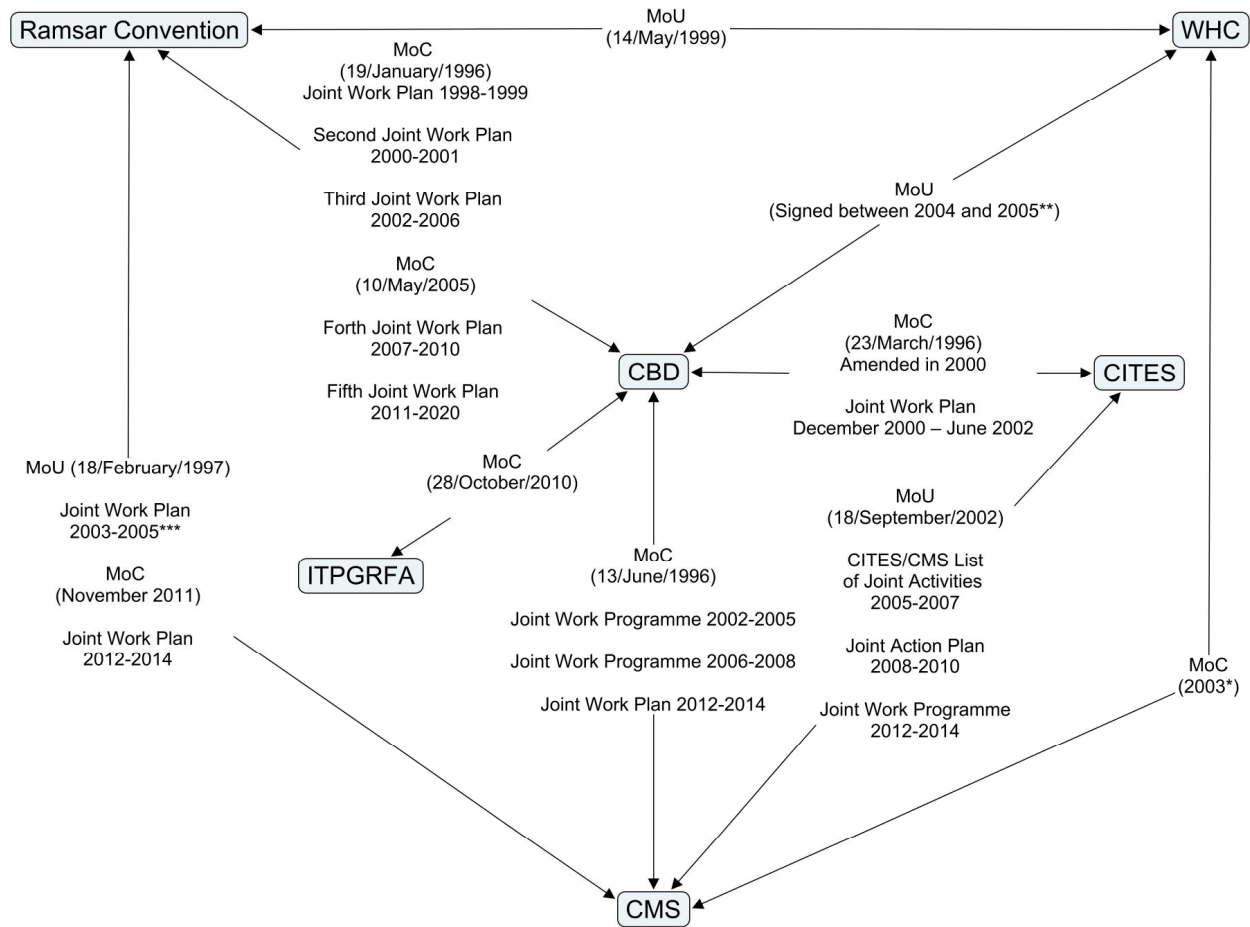 Ramsar Convention
MoU
(14/May/1999)
WHC
MoC
(19/January/1996)
Joint Work Plan 1998-1999
Second Joint Work Plan
2000-2001
Third Joint Work Plan
2002-2006
MoC
(10/May/2005)
Forth Joint Work Plan
2007-2010
Fifth Joint Work Plan
2011-2020
MoU
(Signed between 2004 and 2005**)
CBD
MoC
(23/March/1996)
Amended in 2000
Joint Work Plan
December 2000 – June 2002
CITES
MoU (18/February/1997)
Joint Work Plan
2003-2005***
MoC
(November 2011)
Joint Work Plan
2012-2014
MoC
(28/October/2010)
ITPGRFA
MoC
(13/June/1996)
Joint Work Programme 2002-2005
Joint Work Programme 2006-2008
Joint Work Plan 2012-2014
MoU
(18/September/2002)
CITES/CMS List
of Joint Activities
2005-2007
Joint Action Plan
2008-2010
Joint Work Programme
2012-2014
MoC
(2003*)
CMS